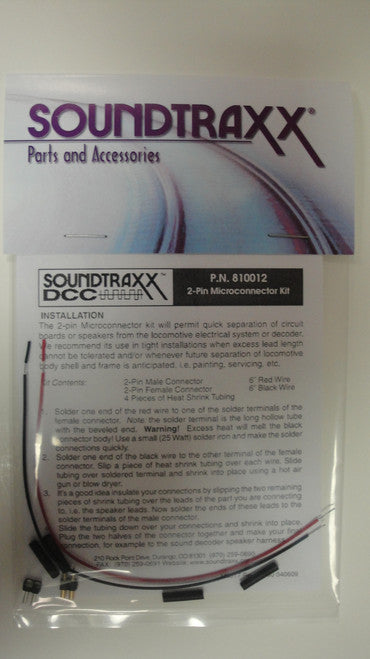 SOUNDTRAXX®
Parts and Accessories
SOUNDTRAXX™
DCC
P.N. 810012
2-Pin Microconnector Kit
INSTALLATION
The 2-pin Microconnector kit will permit quick separation of circuit
boards or speakers from the locomotive electrical system or decoder.
We recommend its use in tight installations when excess lead length
cannot be tolerated and/or whenever future separation of locomotive
body shell and frame is anticipated, i.e. painting, servicing, etc.
Kit Contents: 2-Pin Male Connector 6" Red Wire
2-Pin Female Connector 6" Black Wire
4 Pieces of Heat Shrink Tubing
1. Solder one end of the red wire to one of the solder terminals of the
female connector. Note: the solder terminal is the long hollow tube
with the beveled end. Warning! Excess heat will melt the black
connector body! Use a small (25 Watt) solder iron and make the solder
connections quickly.
2. Solder one end of the black wire to the other terminal of the female
connector. Slip a piece of heat shrink tubing over each wire. Slide
tubing over soldered terminal and shrink into place using a hot air
gun or blow dryer.
3. It's a good idea insulate your connections by slipping the two remaining
pieces of shrink tubing over the leads of the part you are connecting
to, i.e. the speaker leads. Now solder the ends of these leads to the
solder terminals of the male connector.
Slide the tubing down over your connections and shrink into place.
Plug the two halves of the connector together and make your final
connection, for example to the sound decoder speaker harness.
210 Rock Point Drive, Durango, CO 81301 (970) 259-0690
FAX (970) 259-0691 Website: www.soundtraxx
040609